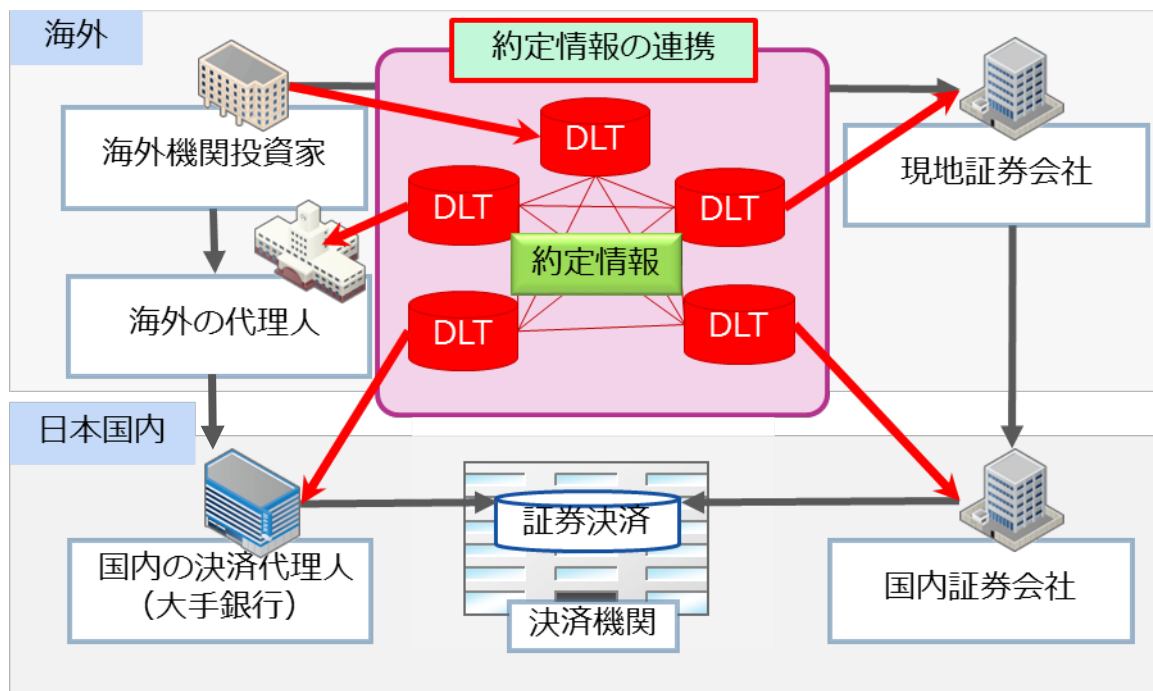 海外
約定情報の連携
海外機関投資家
DLT
現地証券会社
DLT
DLT
約定情報
海外の代理人
DLT
DLT
日本国内
証券決済
国内の決済代理人
（大手銀行）
決済機関
国内証券会社